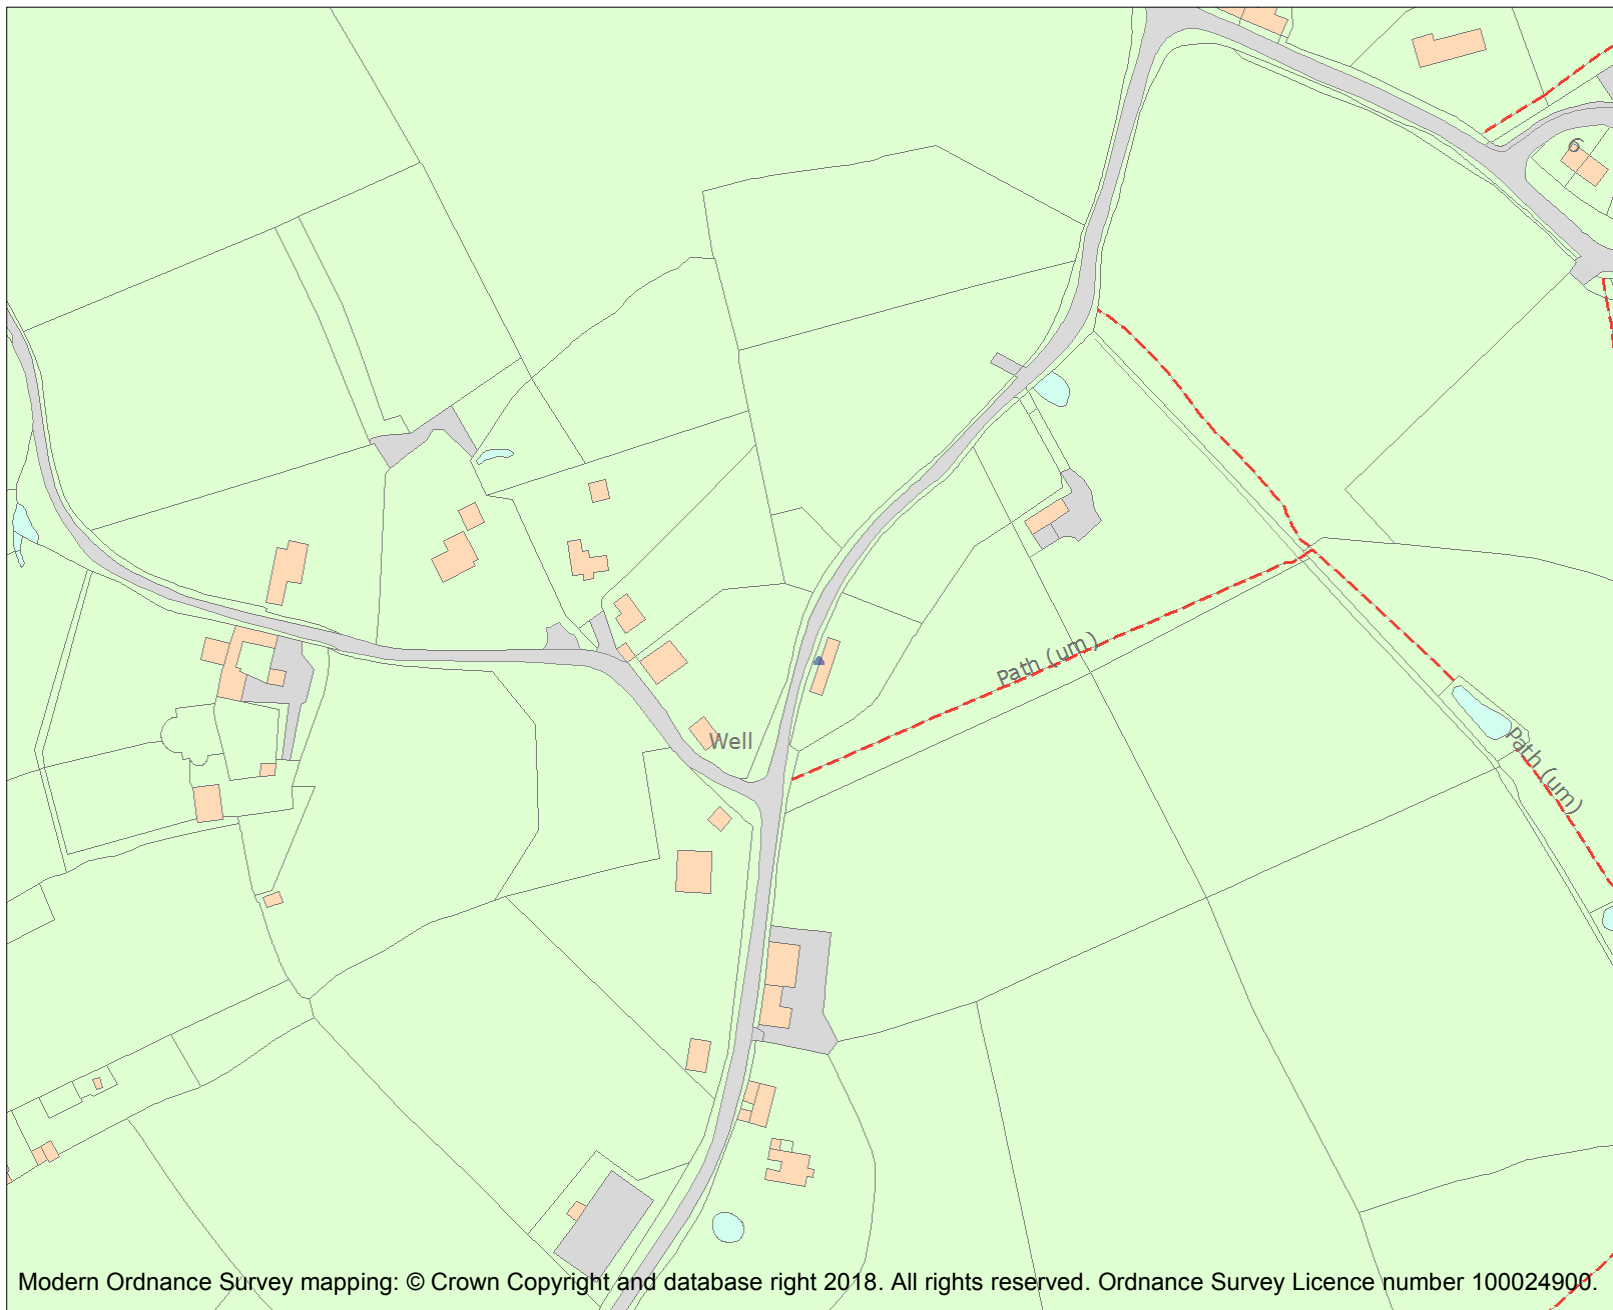 6
Path (um)
Well
Path (um)
Modern Ordnance Survey mapping: © Crown Copyright and database right 2018. All rights reserved. Ordnance Survey Licence number 100024900.